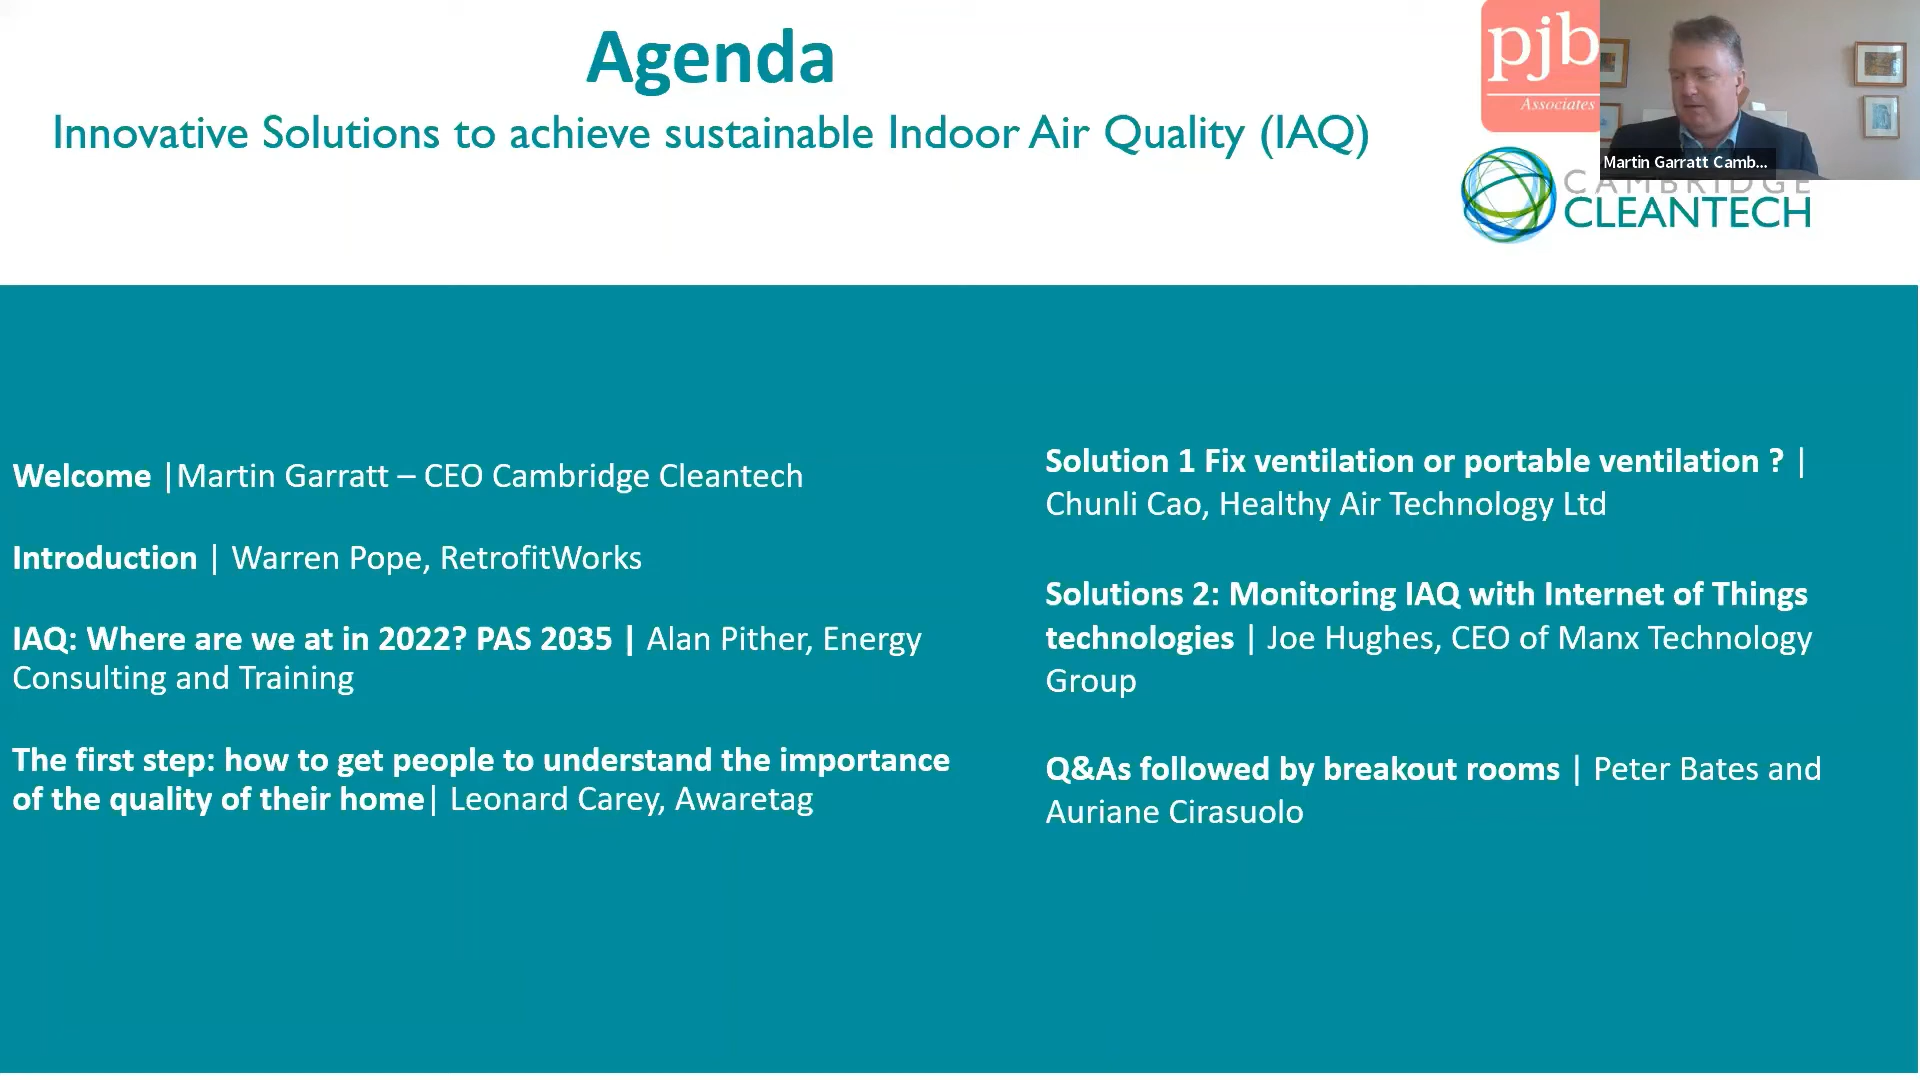 Agenda
Innovative Solutions to achieve sustainable Indoor Air Quality (IAQ)
pjb
Associates
Martin Garratt Camb...
CAMBRIDGE
CLEANTECH
Welcome |Martin Garratt – CEO Cambridge Cleantech
Introduction | Warren Pope, RetrofitWorks
IAQ: Where are we at in 2022? PAS 2035 | Alan Pither, Energy
Consulting and Training
The first step: how to get people to understand the importance
of the quality of their home| Leonard Carey, Awaretag
Solution 1 Fix ventilation or portable ventilation ? |
Chunli Cao, Healthy Air Technology Ltd
Solutions 2: Monitoring IAQ with Internet of Things
technologies | Joe Hughes, CEO of Manx Technology
Group
Q&As followed by breakout rooms | Peter Bates and
Auriane Cirasuolo